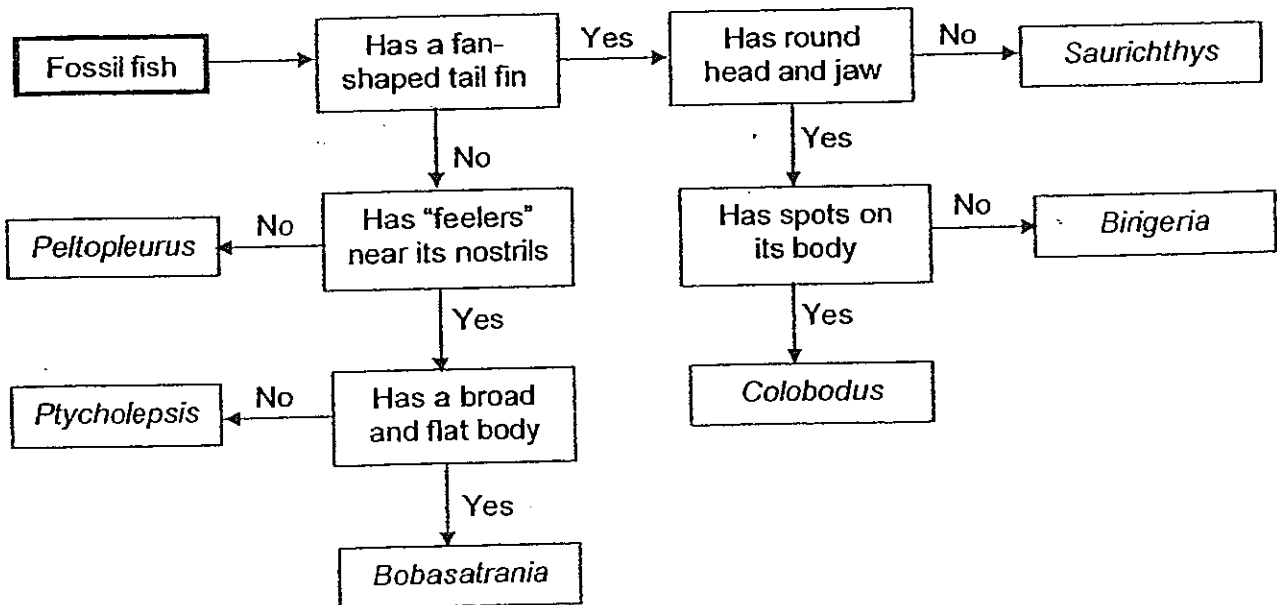 Fossil fish
Has a fan-
shaped tail fin
Yes
Has round
head and jaw
No
Saurichthys
No
Yes
Peltopleurus
No
Has "feelers"
near its nostrils
Has spots on
its body
No
Birigeria
Yes
Yes
Ptycholepsis
No
Has a broad
and flat body
Colobodus
Yes
Bobasatrania